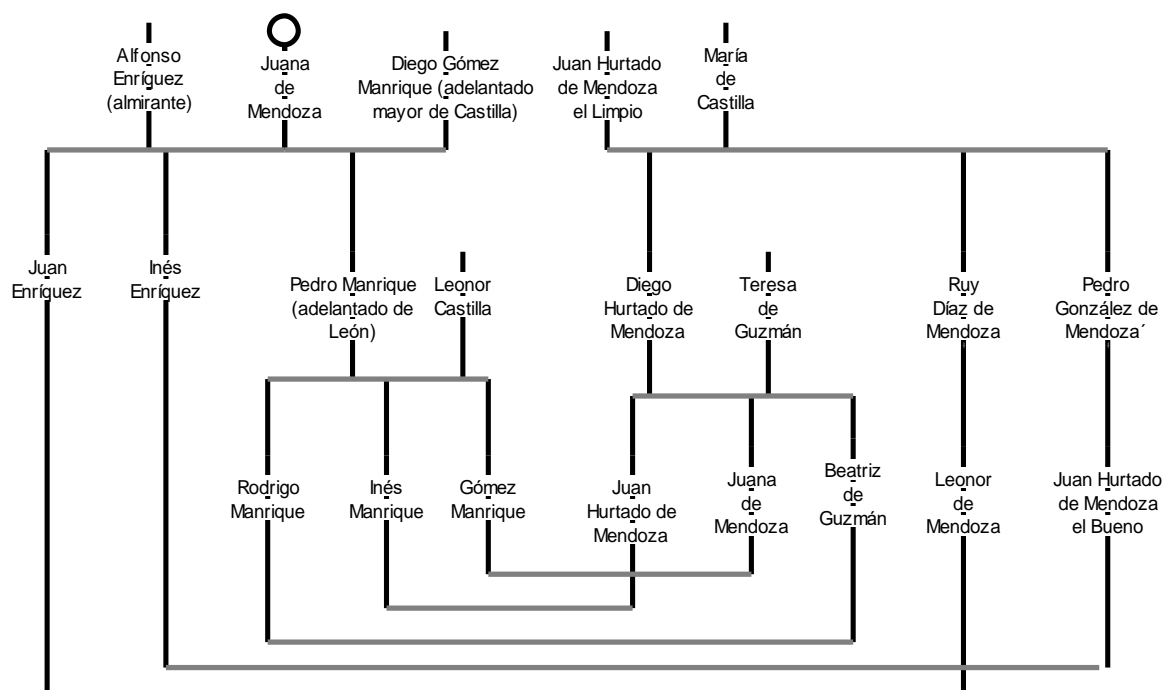 Alfonso
Enríquez
(almirante)
Juana
de
Mendoza
Diego Gómez
Manrique (adelantado
mayor de Castilla)
Juan Hurtado
de Mendoza
el Limpio
María
de
Castilla
Juan
Enríquez
Inés
Enríquez
Pedro Manrique
(adelantado de
León)
Leonor
Castilla
Diego
Hurtado de
Mendoza
Teresa
de
Guzmán
Ruy
Díaz de
Mendoza
Pedro
González de
Mendoza´
Rodrigo
Manrique
Inés
Manrique
Gómez
Manrique
Juan
Hurtado de
Mendoza
Juana
de
Mendoza
Beatriz
de
Guzmán
Leonor
de
Mendoza
Juan Hurtado
de Mendoza
el Bueno